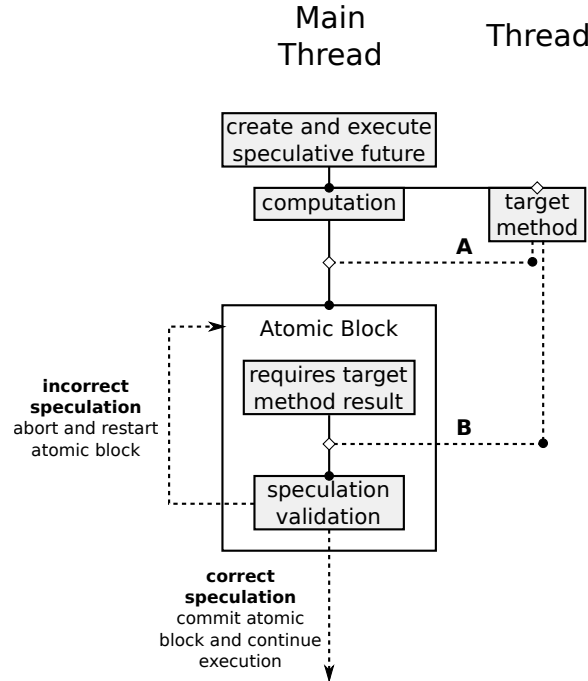 Main
Thread
Thread
create and execute
speculative future
computation
target
method
A
Atomic Block
requires target
method result
incorrect
speculation
abort and restart
atomic block
B
speculation
validation
correct
speculation
commit atomic
block and continue
execution